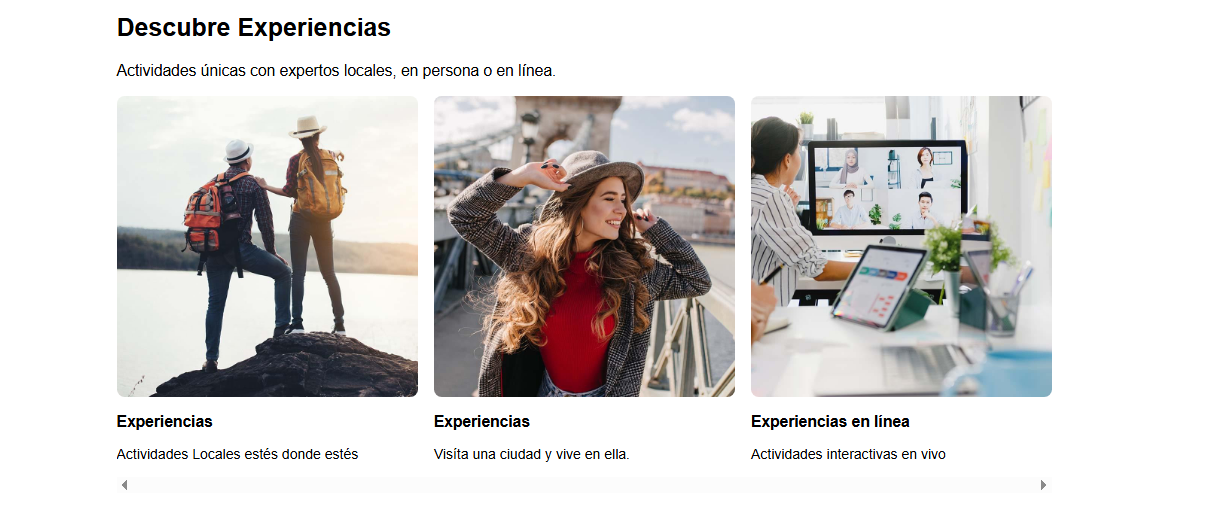 Descubre Experiencias
Actividades únicas con expertos locales, en persona o en línea.
Experiencias
Experiencias
Experiencias en línea
Actividades Locales estés donde estés
Visíta una ciudad y vive en ella.
Actividades interactivas en vivo